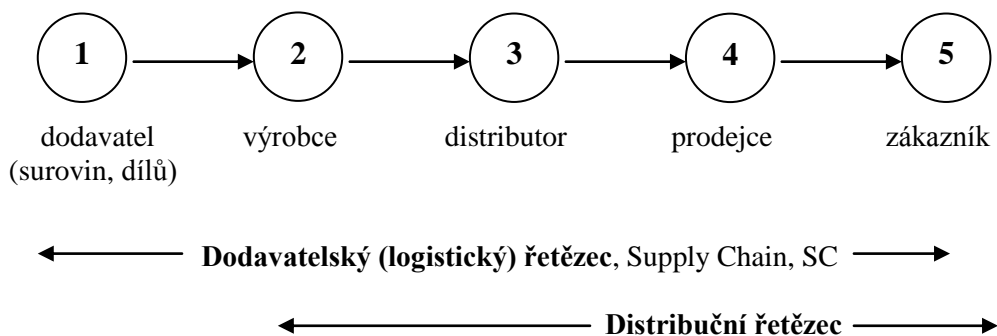 1 2 3 4 5
dodavatel výrobce distributor prodejce zákazník
(surovin, dílů)
Dodavatelský (logistický) řetězec, Supply Chain, SC
Distribuční řetězec